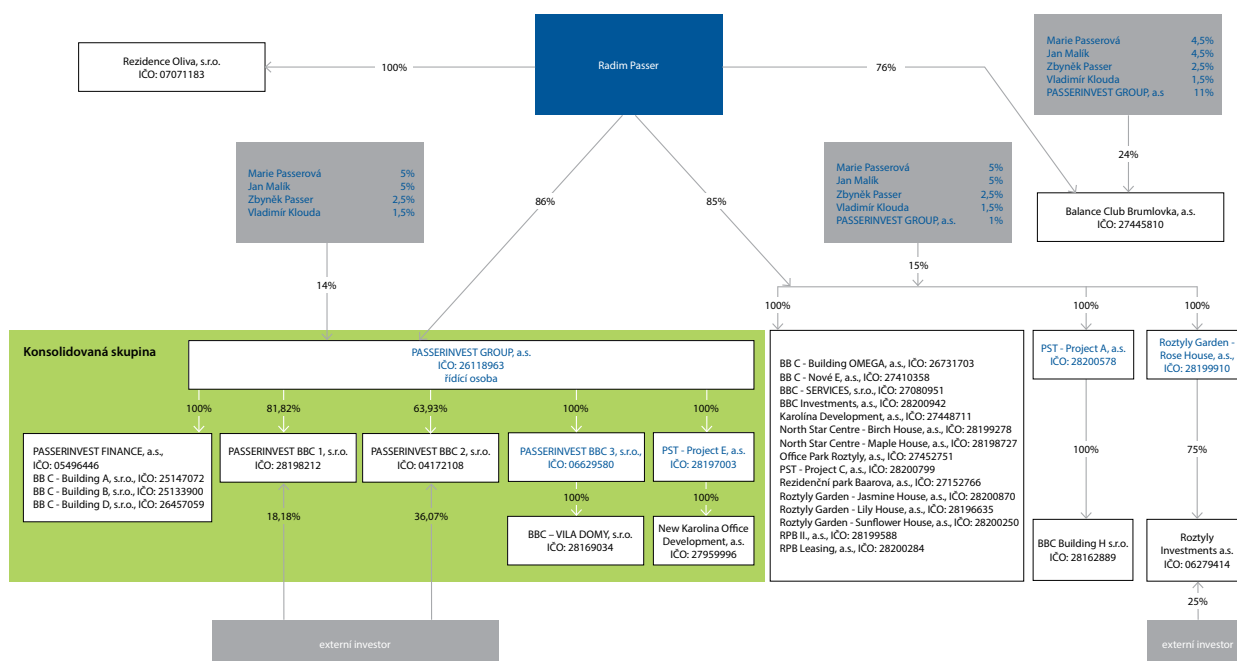 Rezidence Oliva, s.r.o.
IČO: 07071183
100%
Radim Passer
76%
Marie Passerová 4,5%
Jan Malík 4,5%
Zbyněk Passer 2,5%
Vladimír Klouda 1,5%
PASSERINVEST GROUP, a.s 11%
24%
Balance Club Brumlovka, a.s.
IČO: 27445810
Marie Passerová 5%
Jan Malík 5%
Zbyněk Passer 2,5%
Vladimír Klouda 1,5%
14%
86%
85%
Marie Passerová 5%
Jan Malík 5%
Zbyněk Passer 2,5%
Vladimír Klouda 1,5%
PASSERINVEST GROUP, a.s. 1%
15%
100%
100%
100%
Konsolidovaná skupina
PASSERINVEST GROUP, a.s.
IČO: 26118963
řídící osoba
100%
81,82%
63,93%
100%
100%
PASSERINVEST FINANCE, a.s.,
IČO: 05496446
BB C - Building A, s.r.o., IČO: 25147072
BB C - Building B, s.r.o., IČO: 25133900
BB C - Building D, s.r.o., IČO: 26457059
PASSERINVEST BBC 1, s.r.o.
IČO: 28198212
PASSERINVEST BBC 2, s.r.o.
IČO: 04172108
PASSERINVEST BBC 3, s.r.o.,
IČO: 06629580
PST - Project E, a.s.
IČO: 28197003
18,18%
36,07%
100%
100%
BBC – VILA DOMY, s.r.o.
IČO: 28169034
New Karolina Office
Development, a.s.
IČO: 27959996
externí investor
BB C - Building OMEGA, a.s., IČO: 26731703
BB C - Nové E, a.s., IČO: 27410358
BBC - SERVICES, s.r.o., IČO: 27080951
BBC Investments, a.s., IČO: 28200942
Karolína Development, a.s., IČO: 27448711
North Star Centre - Birch House, a.s., IČO: 28199278
North Star Centre - Maple House, a.s., IČO: 28198727
Office Park Roztyly, a.s., IČO: 27452751
PST - Project C, a.s., IČO: 28200799
Rezidenční park Baarova, a.s., IČO: 27152766
Roztyly Garden - Jasmine House, a.s., IČO: 28200870
Roztyly Garden - Lily House, a.s., IČO: 28196635
Roztyly Garden - Sunflower House, a.s., IČO: 28200250
RPB II., a.s., IČO: 28199588
RPB Leasing, a.s., IČO: 28200284
PST - Project A, a.s.
IČO: 28200578
100%
BBC Building H s.r.o.
IČO: 28162889
Roztyly Garden -
Rose House, a.s.,
IČO: 28199910
75%
Roztyly
Investments a.s.
IČO: 06279414
25%
externí investor